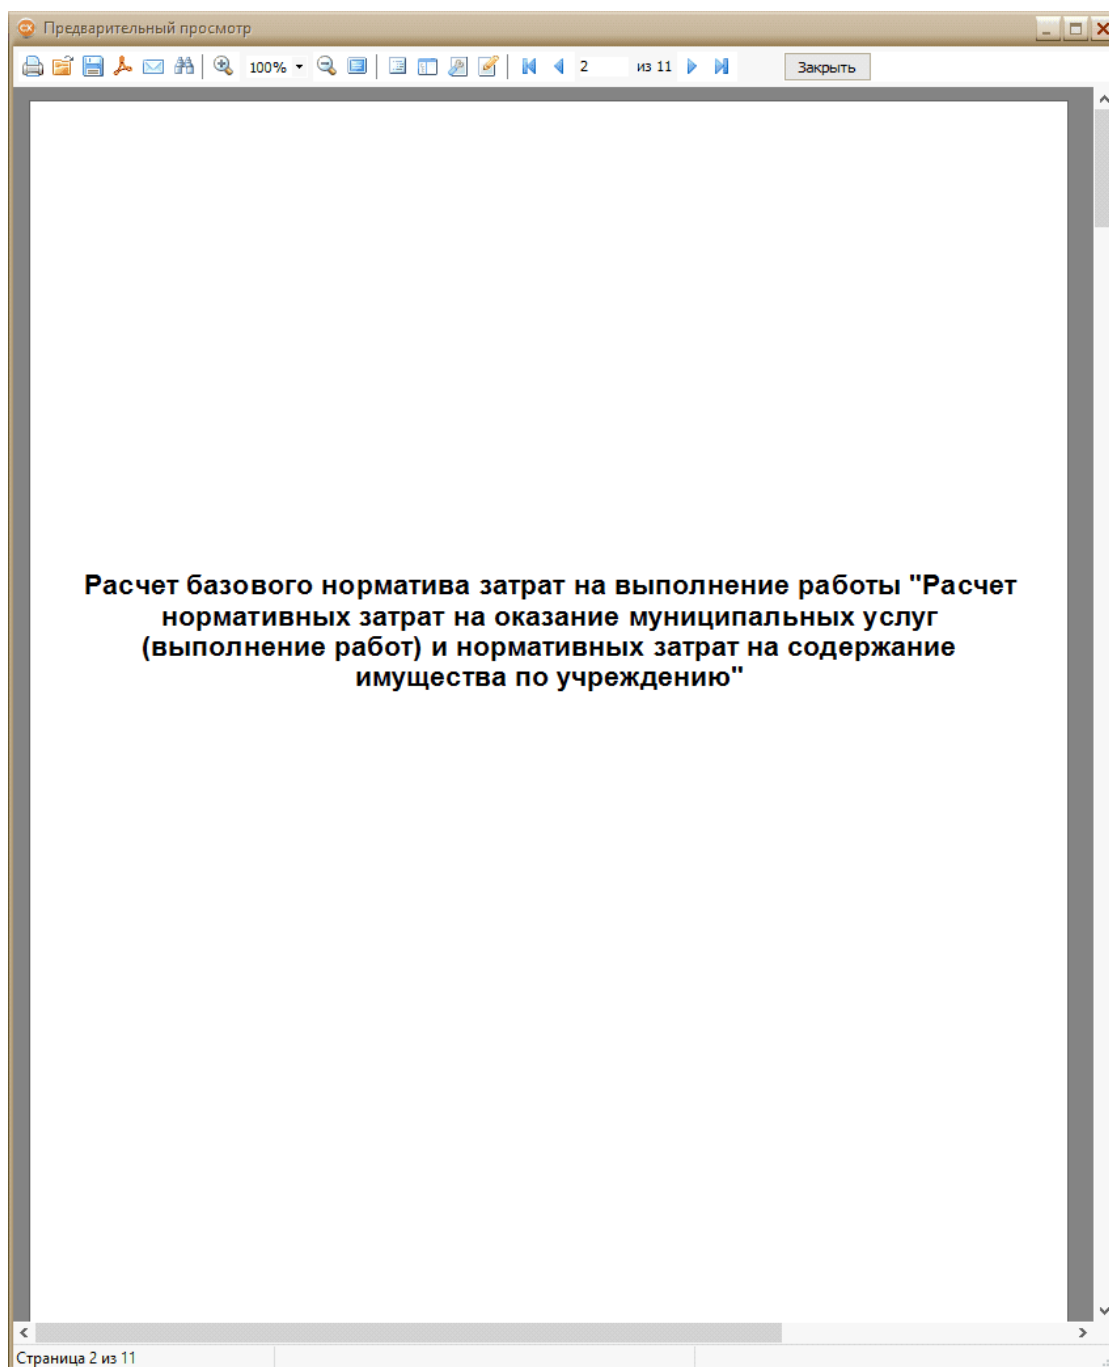 Предварительный просмотр
100% 2 из 11 Закрыть
Расчет базового норматива затрат на выполнение работы "Расчет
нормативных затрат на оказание муниципальных услуг
(выполнение работ) и нормативных затрат на содержание
имущества по учреждению"
Страница 2 из 11